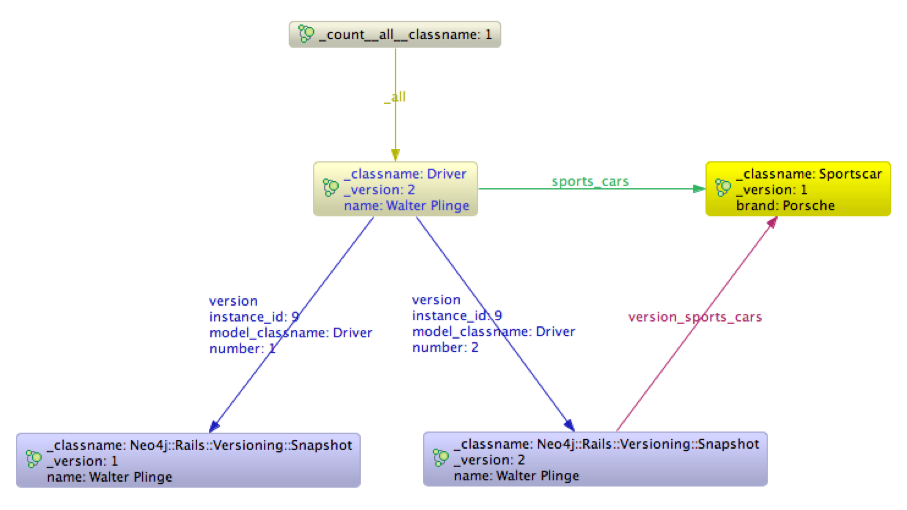 _count__all__classname: 1
_all
_classname: Driver
_version: 2
name: Walter Plinge
sports_cars
_classname: Sportscar
_version: 1
brand: Porsche
version
instance_id: 9
model_classname: Driver
number: 1
version
instance_id: 9
model_classname: Driver
number: 2
version_sports_cars
_classname: Neo4j::Rails::Versioning::Snapshot
_version: 1
name: Walter Plinge
_classname: Neo4j::Rails::Versioning::Snapshot
_version: 2
name: Walter Plinge